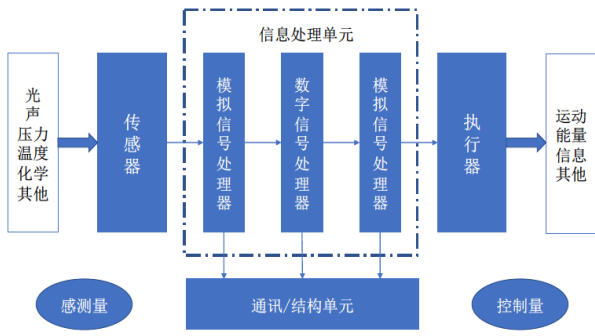 信息处理单元
光
声
压力
温度
化学
其他
传感器
模拟信号处理器
数字信号处理器
模拟信号处理器
执行器
运动
能量
信息
其他
感测量
通讯/结构单元
控制量